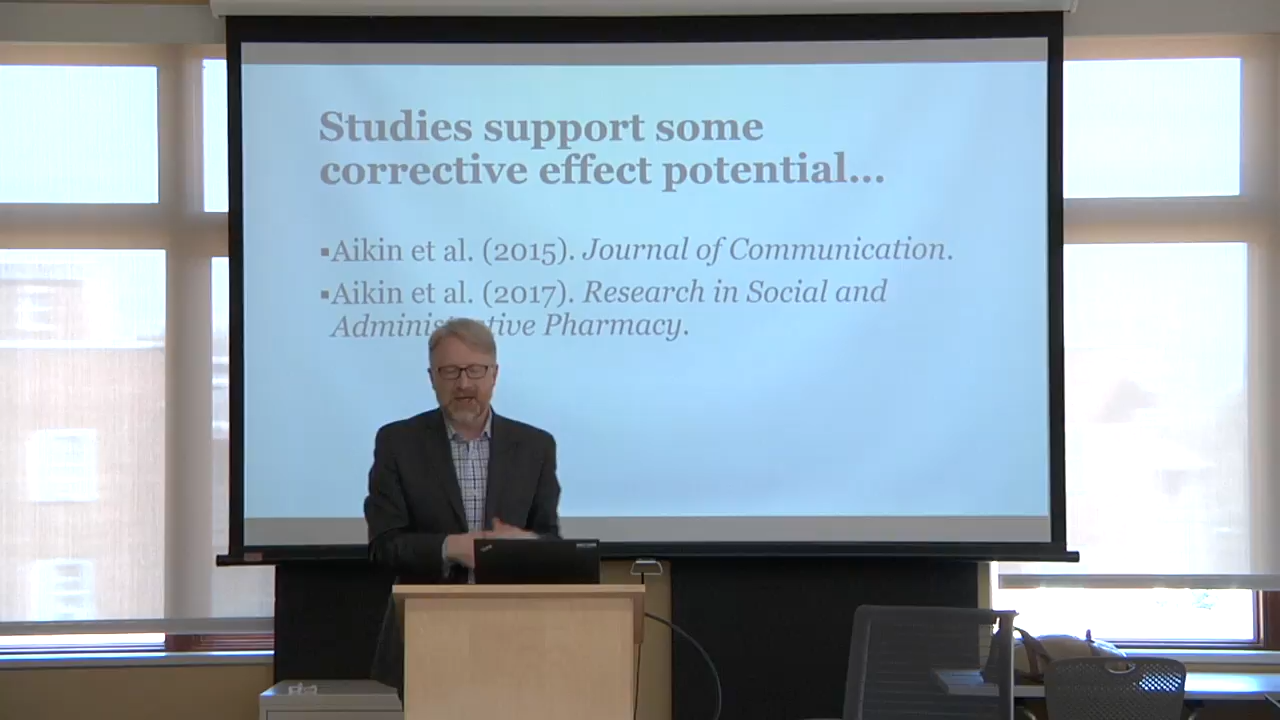 Studies support some
corrective effect potential...
▪Aikin et al. (2015). Journal of Communication.
▪Aikin et al. (2017). Research in Social and
Administrative Pharmacy.